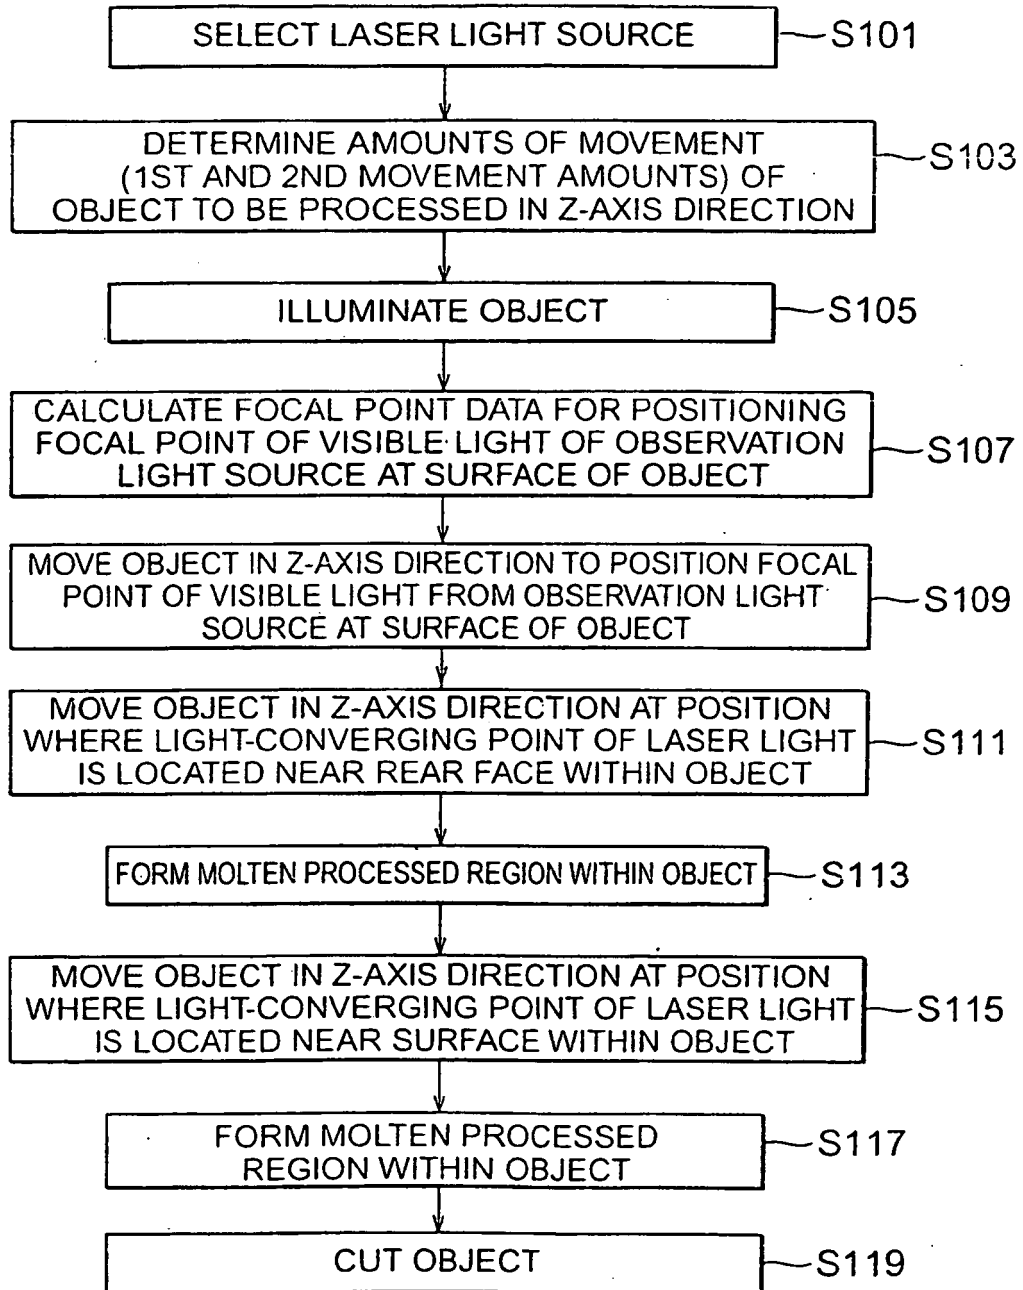 SELECT LASER LIGHT SOURCE
S101
DETERMINE AMOUNTS OF MOVEMENT
(1ST AND 2ND MOVEMENT AMOUNTS) OF
OBJECT TO BE PROCESSED IN Z-AXIS DIRECTION
S103
ILLUMINATE OBJECT
S105
CALCULATE FOCAL POINT DATA FOR POSITIONING
FOCAL POINT OF VISIBLE LIGHT OF OBSERVATION
LIGHT SOURCE AT SURFACE OF OBJECT
S107
MOVE OBJECT IN Z-AXIS DIRECTION TO POSITION FOCAL
POINT OF VISIBLE LIGHT FROM OBSERVATION LIGHT
SOURCE AT SURFACE OF OBJECT
S109
MOVE OBJECT IN Z-AXIS DIRECTION AT POSITION
WHERE LIGHT-CONVERGING POINT OF LASER LIGHT
IS LOCATED NEAR REAR FACE WITHIN OBJECT
S111
FORM MOLTEN PROCESSED REGION WITHIN OBJECT
S113
MOVE OBJECT IN Z-AXIS DIRECTION AT POSITION
WHERE LIGHT-CONVERGING POINT OF LASER LIGHT
IS LOCATED NEAR SURFACE WITHIN OBJECT
S115
FORM MOLTEN PROCESSED
REGION WITHIN OBJECT
S117
CUT OBJECT
S119